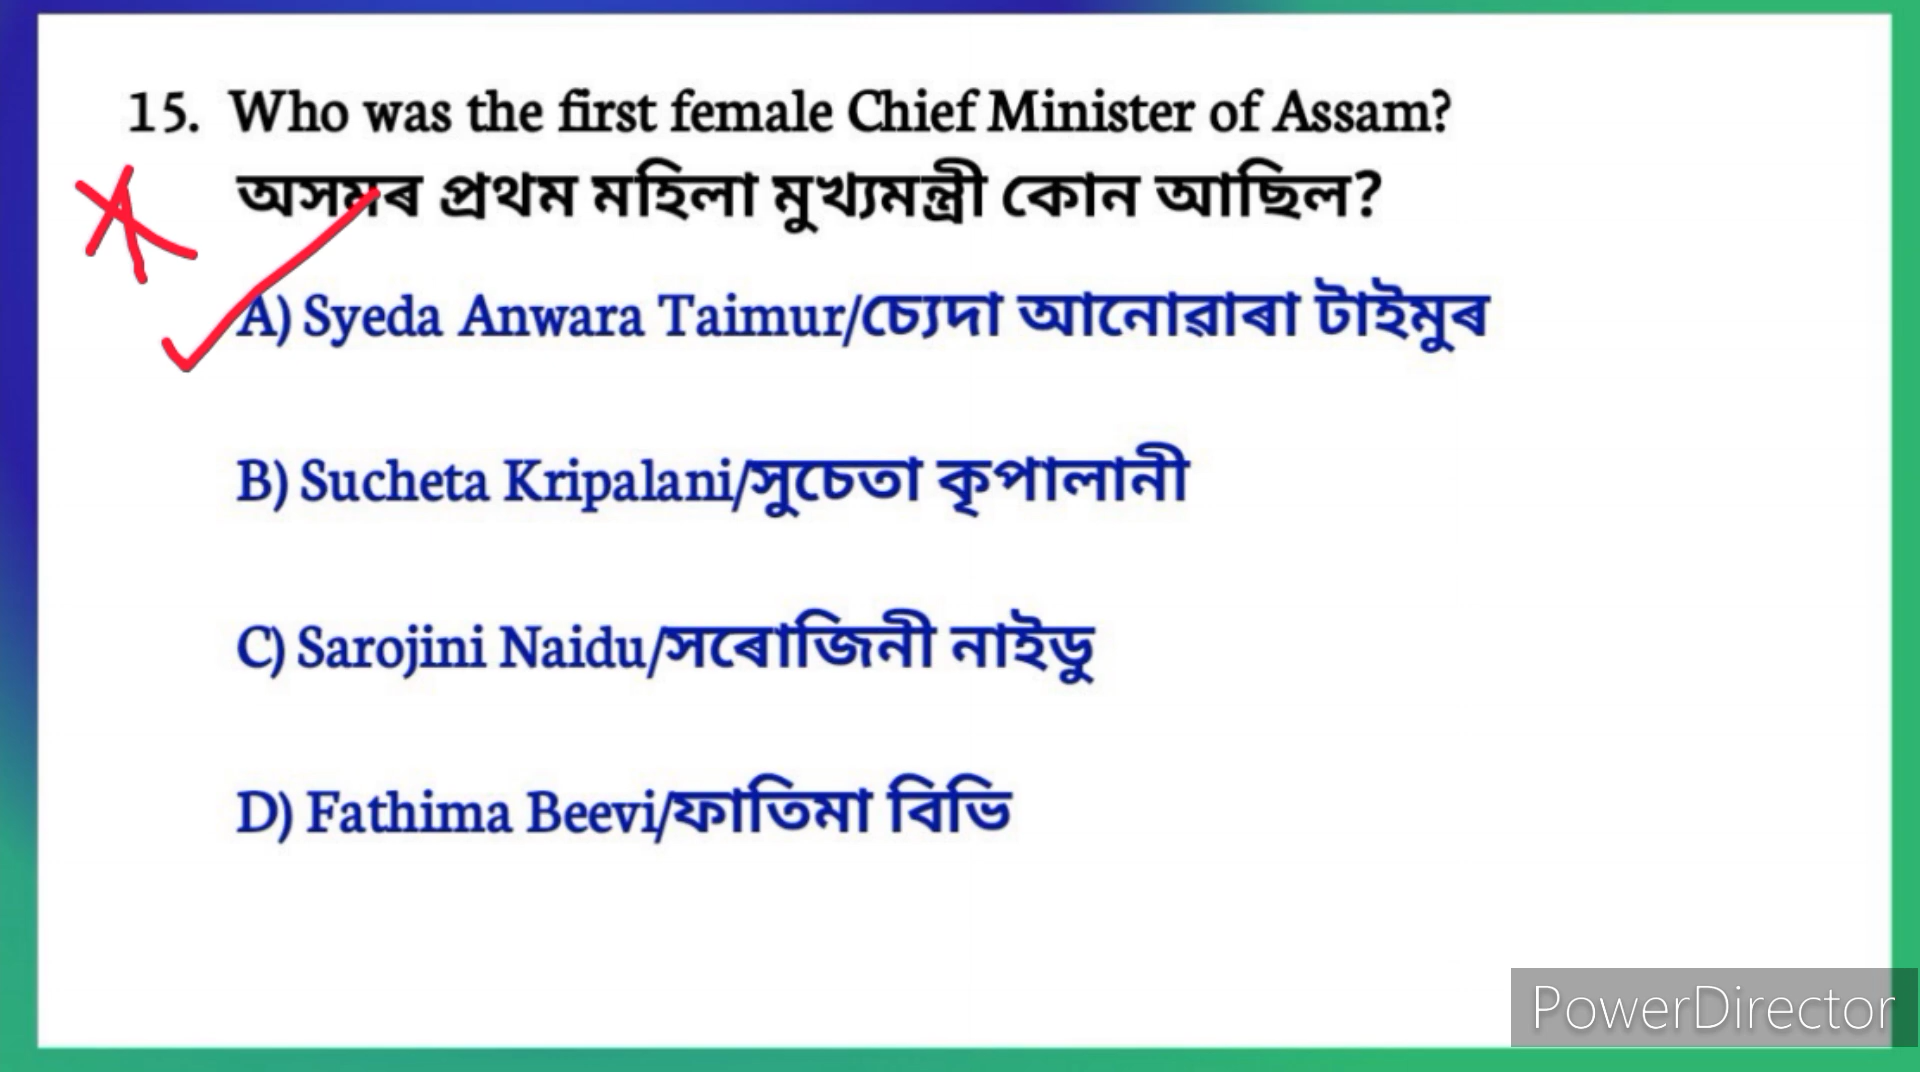 15. Who was the first female Chief Minister of Assam?
অসমৰ প্ৰথম মহিলা মুখ্যমন্ত্ৰী কোন আছিল?
A) Syeda Anwara Taimur/চ্যেদা আনোৱাৰা টাইমুৰ
B) Sucheta Kripalani/সুচেতা কৃপালানী
C) Sarojini Naidu/সৰোজিনী নাইডু
D) Fathima Beevi/ফাতিমা বিভি
PowerDirector